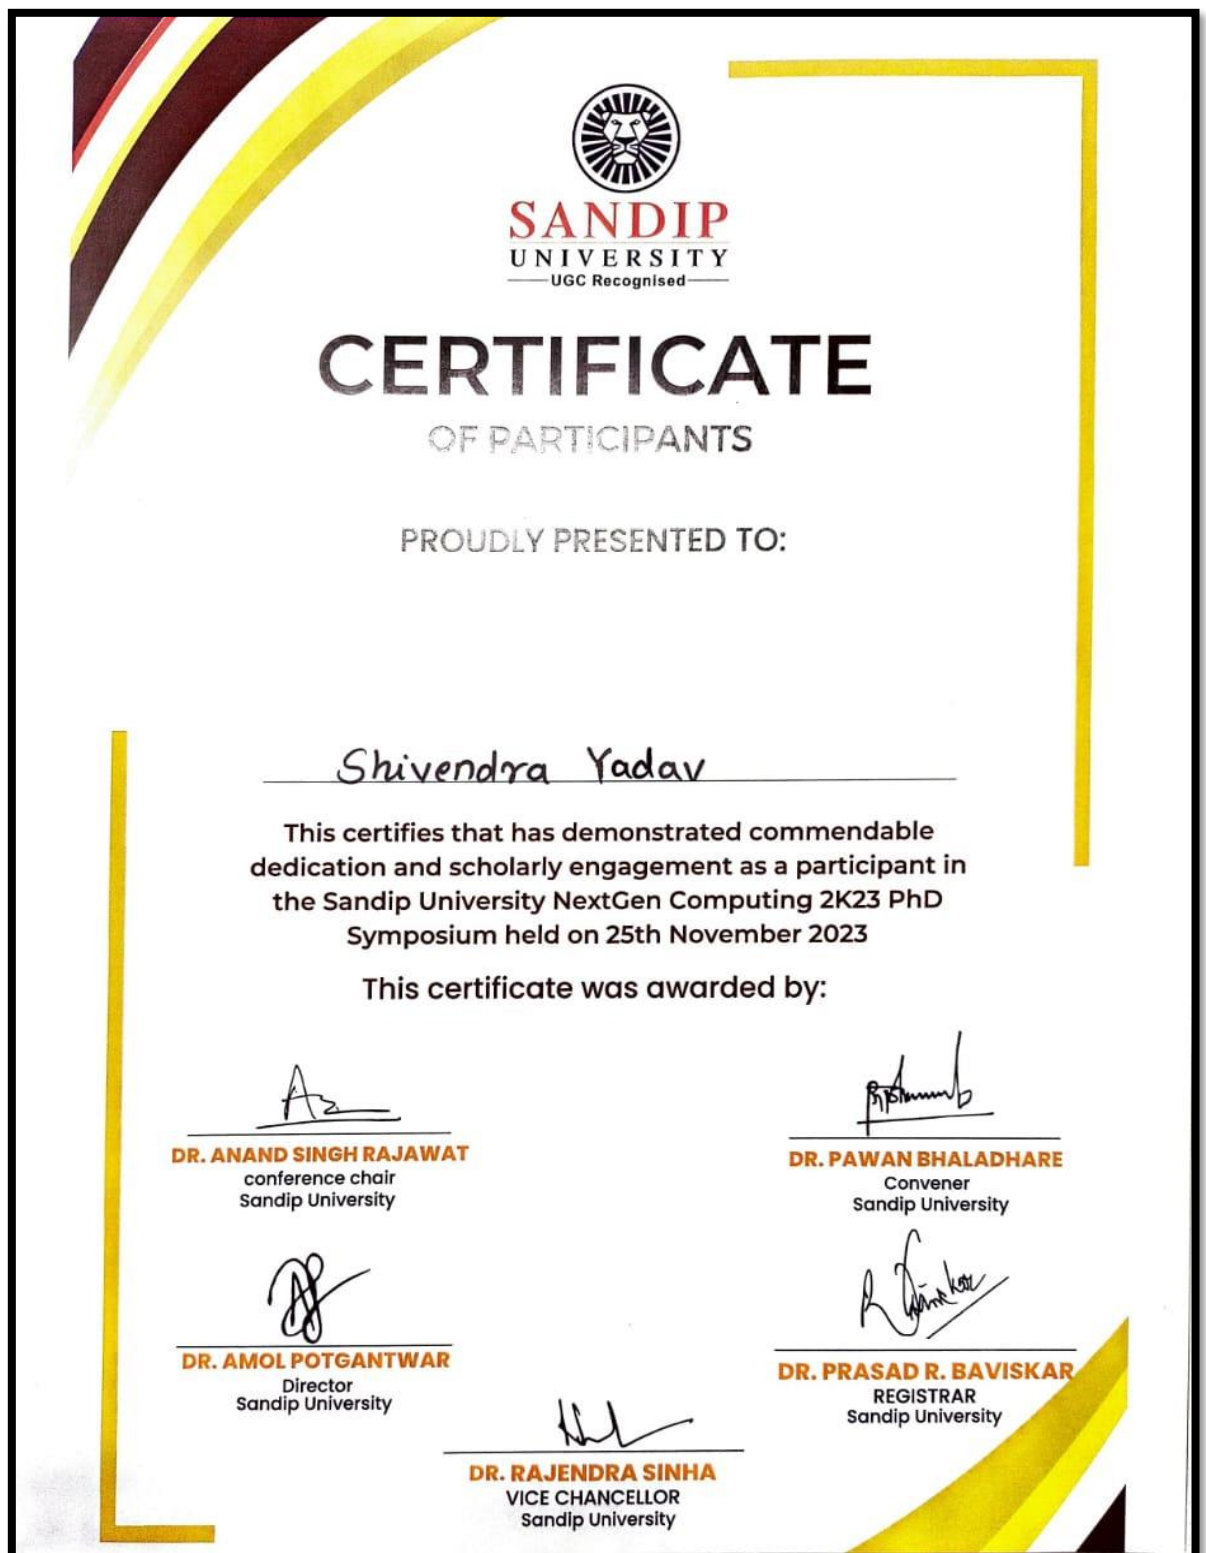 SANDIP
UNIVERSITY
UGC Recognised
CERTIFICATE
OF PARTICIPANTS
PROUDLY PRESENTED TO:
Shivendra Yadav
This certifies that has demonstrated commendable
dedication and scholarly engagement as a participant in
the Sandip University NextGen Computing 2K23 PhD
Symposium held on 25th November 2023
This certificate was awarded by:
DR. ANAND SINGH RAJAWAT
conference chair
Sandip University
DR. PAWAN BHALADHARE
Convener
Sandip University
DR. AMOL POTGANTWAR
Director
Sandip University
DR. PRASAD R. BAVISKAR
REGISTRAR
Sandip University
DR. RAJENDRA SINHA
VICE CHANCELLOR
Sandip University